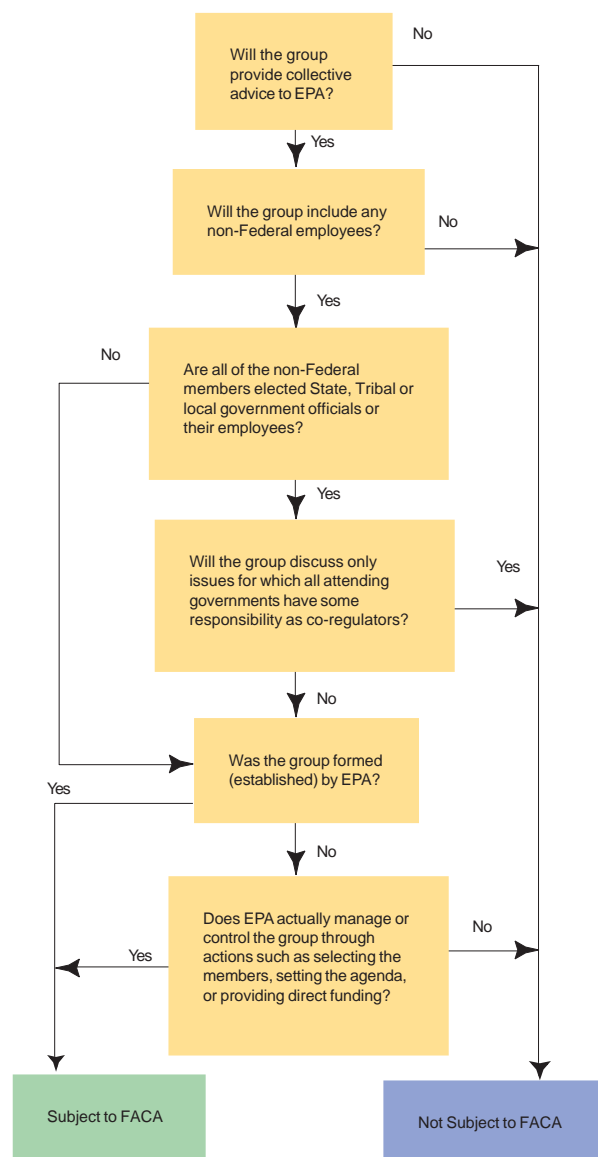 No
Will the group
provide collective
advice to EPA?
Yes
Will the group include any
non-Federal employees?
No
Yes
No
Are all of the non-Federal
members elected State, Tribal or
local government officials or
their employees?
Yes
Will the group discuss only
issues for which all attending
governments have some
responsibility as co-regulators?
Yes
No
Was the group formed
(established) by EPA?
Yes
No
Does EPA actually manage or
control the group through
actions such as selecting the
members, setting the agenda,
or providing direct funding?
No
Yes
Subject to FACA
Not Subject to FACA